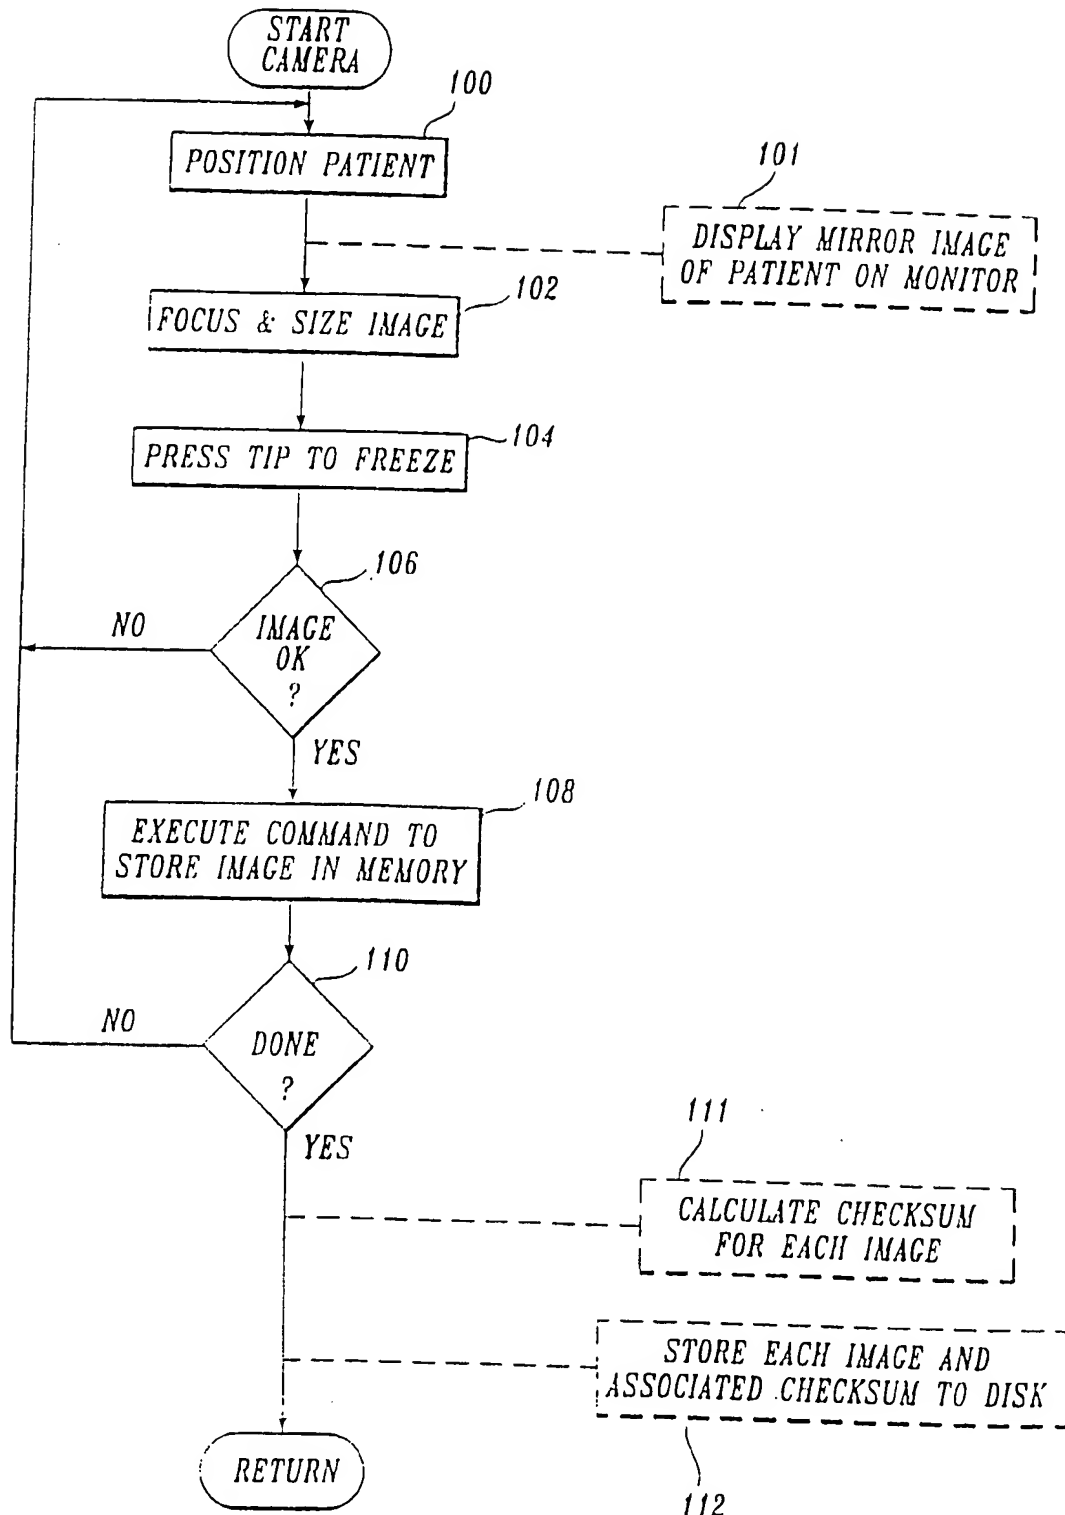 START
CAMERA
100
POSITION PATIENT
101
DISPLAY MIRROR IMAGE
OF PATIENT ON MONITOR
102
FOCUS & SIZE IMAGE
104
PRESS TIP TO FREEZE
106
IMAGE
OK
?
NO
YES
108
EXECUTE COMMAND TO
STORE IMAGE IN MEMORY
110
DONE
?
NO
YES
111
CALCULATE CHECKSUM
FOR EACH IMAGE
STORE EACH IMAGE AND
ASSOCIATED CHECKSUM TO DISK
112
RETURN